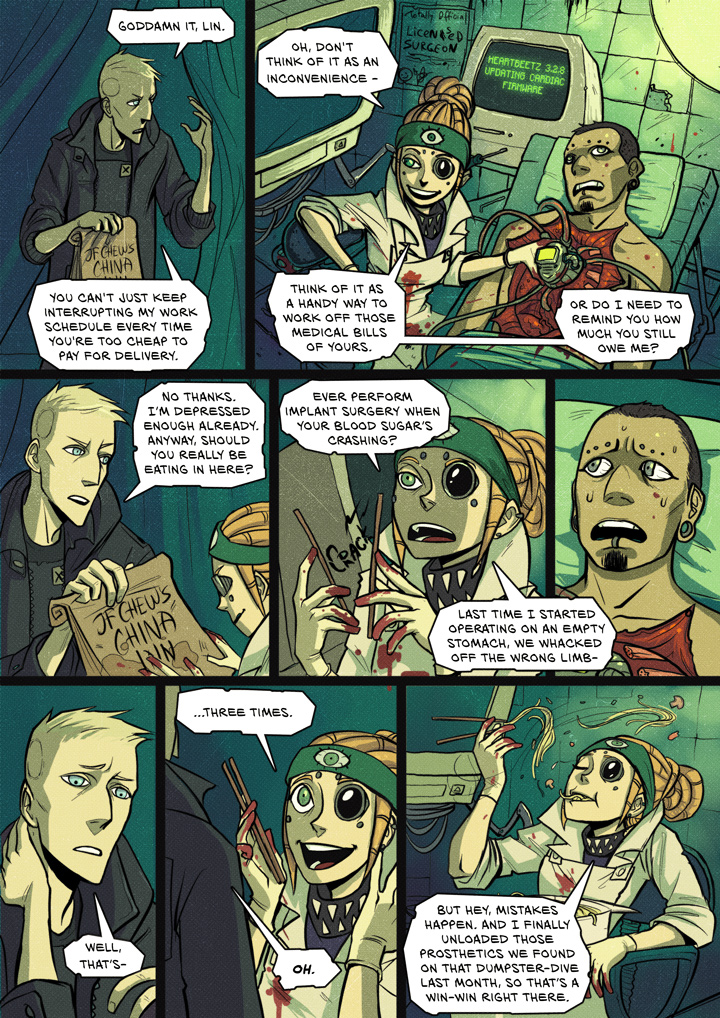 GODDAMN IT, LIN.
JF CHEWS
CHINA
YOU CAN'T JUST KEEP
INTERRUPTING MY WORK
SCHEDULE EVERY TIME
YOU'RE TOO CHEAP TO
PAY FOR DELIVERY.
OH, DON'T
THINK OF IT AS AN
INCONVENIENCE -
Totally Official
LICENSED
SURGEON
HEARTBEETZ 3.2.8
UPDATING CARDIAC
FIRMWARE
THINK OF IT AS
A HANDY WAY TO
WORK OFF THOSE
MEDICAL BILLS
OF YOURS.
OR DO I NEED TO
REMIND YOU HOW
MUCH YOU STILL
OWE ME?
NO THANKS.
I'M DEPRESSED
ENOUGH ALREADY.
ANYWAY, SHOULD
YOU REALLY BE
EATING IN HERE?
JF CHEWS
CHINA
INN
EVER PERFORM
IMPLANT SURGERY WHEN
YOUR BLOOD SUGAR'S
CRASHING?
CRACK
LAST TIME I STARTED
OPERATING ON AN EMPTY
STOMACH, WE WHACKED
OFF THE WRONG LIMB-
WELL,
THAT'S-
...THREE TIMES.
OH.
BUT HEY, MISTAKES
HAPPEN. AND I FINALLY
UNLOADED THOSE
PROSTHETICS WE FOUND
ON THAT DUMPSTER-DIVE
LAST MONTH, SO THAT'S A
WIN-WIN RIGHT THERE.